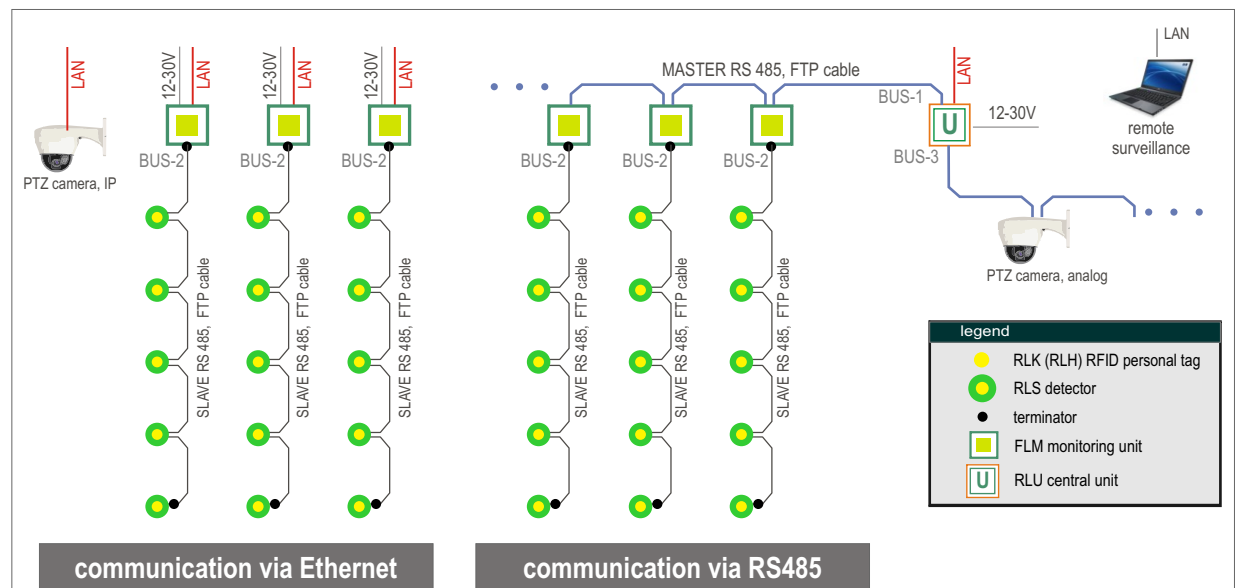 LAN
12-30V
LAN
12-30V
LAN
12-30V
LAN
PTZ camera, IP
BUS-2
BUS-2
BUS-2
SLAVE RS 485, FTP cable
SLAVE RS 485, FTP cable
SLAVE RS 485, FTP cable
communication via Ethernet
MASTER RS 485, FTP cable
BUS-2
BUS-2
BUS-2
SLAVE RS 485, FTP cable
SLAVE RS 485, FTP cable
SLAVE RS 485, FTP cable
communication via RS485
LAN
BUS-1
U
12-30V
BUS-3
LAN
remote
surveillance
PTZ camera, analog
legend
RLK (RLH) RFID personal tag
RLS detector
terminator
FLM monitoring unit
U
RLU central unit